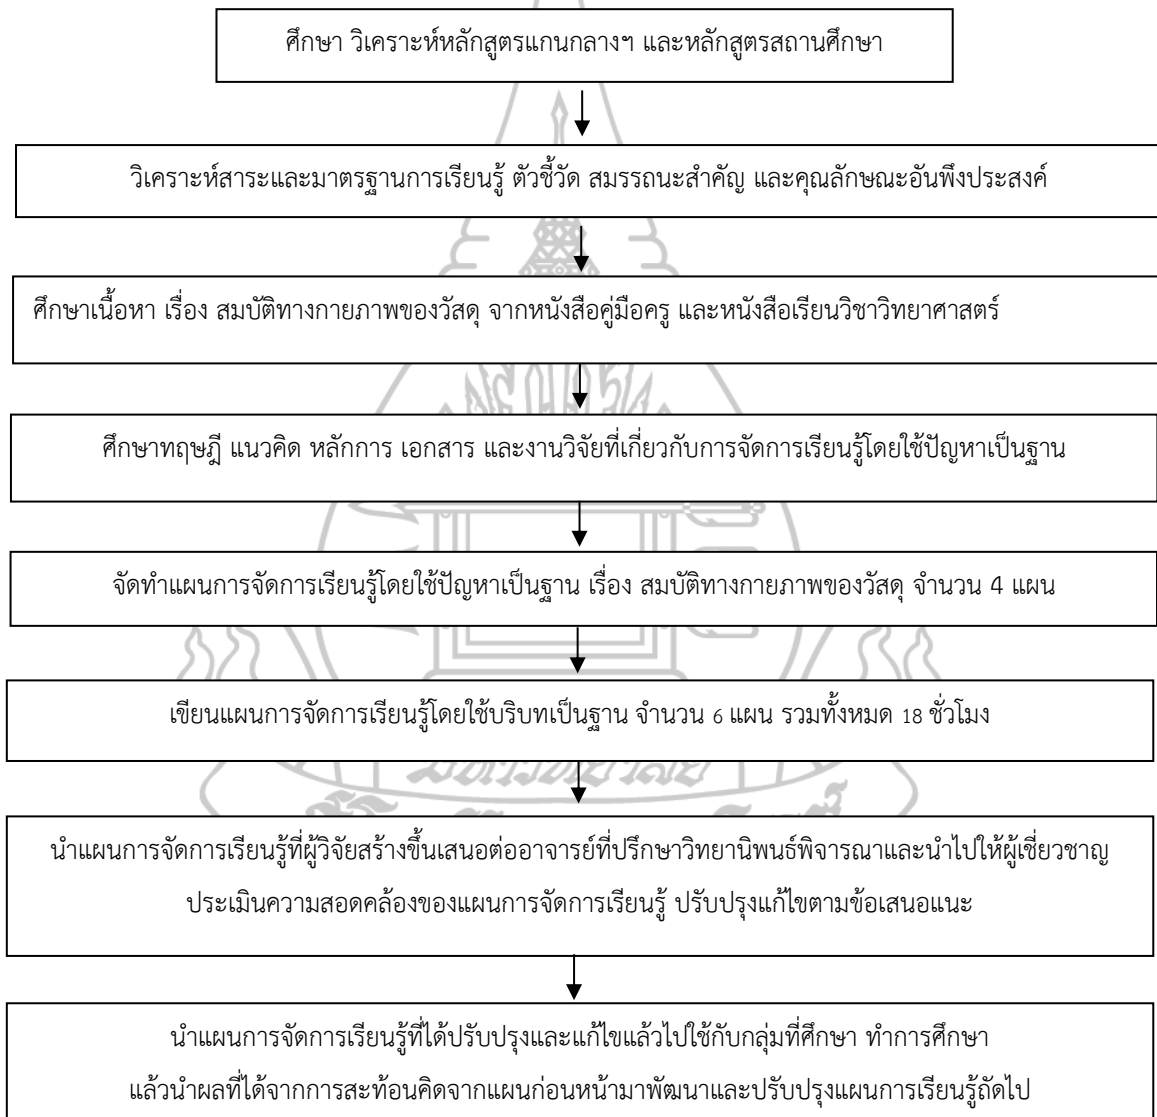 ศึกษา วิเคราะห์หลักสูตรแกนกลางฯ และหลักสูตรสถานศึกษา
วิเคราะห์สาระและมาตรฐานการเรียนรู้ ตัวชี้วัด สมรรถนะสำคัญ และคุณลักษณะอันพึงประสงค์
ศึกษาเนื้อหา เรื่อง สมบัติทางกายภาพของวัสดุ จากหนังสือคู่มือครู และหนังสือเรียนวิชาวิทยาศาสตร์
ศึกษาทฤษฎี แนวคิด หลักการ เอกสาร และงานวิจัยที่เกี่ยวกับการจัดการเรียนรู้โดยใช้ปัญหาเป็นฐาน
จัดทำแผนการจัดการเรียนรู้โดยใช้ปัญหาเป็นฐาน เรื่อง สมบัติทางกายภาพของวัสดุ จำนวน 4 แผน
เขียนแผนการจัดการเรียนรู้โดยใช้บริบทเป็นฐาน จำนวน 6 แผน รวมทั้งหมด 18 ชั่วโมง
นำแผนการจัดการเรียนรู้ที่ผู้วิจัยสร้างขึ้นเสนอต่ออาจารย์ที่ปรึกษาวิทยานิพนธ์พิจารณาและนำไปให้ผู้เชี่ยวชาญ
ประเมินความสอดคล้องของแผนการจัดการเรียนรู้ ปรับปรุงแก้ไขตามข้อเสนอแนะ
นำแผนการจัดการเรียนรู้ที่ได้ปรับปรุงและแก้ไขแล้วไปใช้กับกลุ่มที่ศึกษา ทำการศึกษา
แล้วนำผลที่ได้จากการสะท้อนคิดจากแผนก่อนหน้ามาพัฒนาและปรับปรุงแผนการเรียนรู้ถัดไป